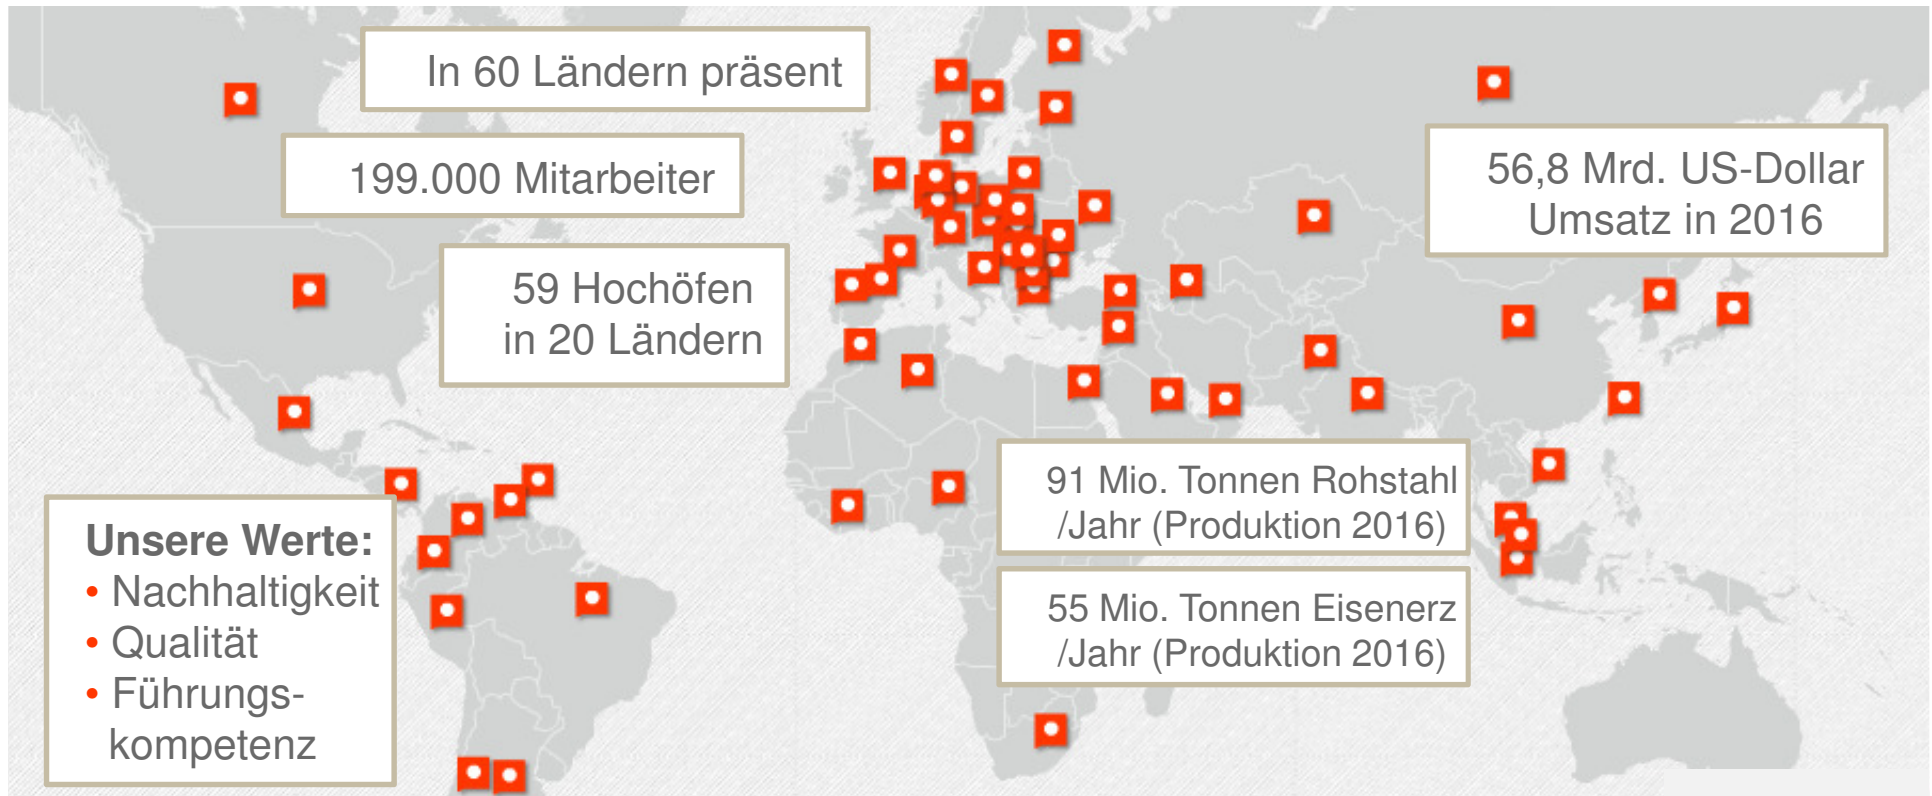 In 60 Ländern präsent
199.000 Mitarbeiter
56,8 Mrd. US-Dollar
Umsatz in 2016
59 Hochöfen
in 20 Ländern
91 Mio. Tonnen Rohstahl
/Jahr (Produktion 2016)
55 Mio. Tonnen Eisenerz
/Jahr (Produktion 2016)
Unsere Werte:
• Nachhaltigkeit
• Qualität
• Führungs-
kompetenz